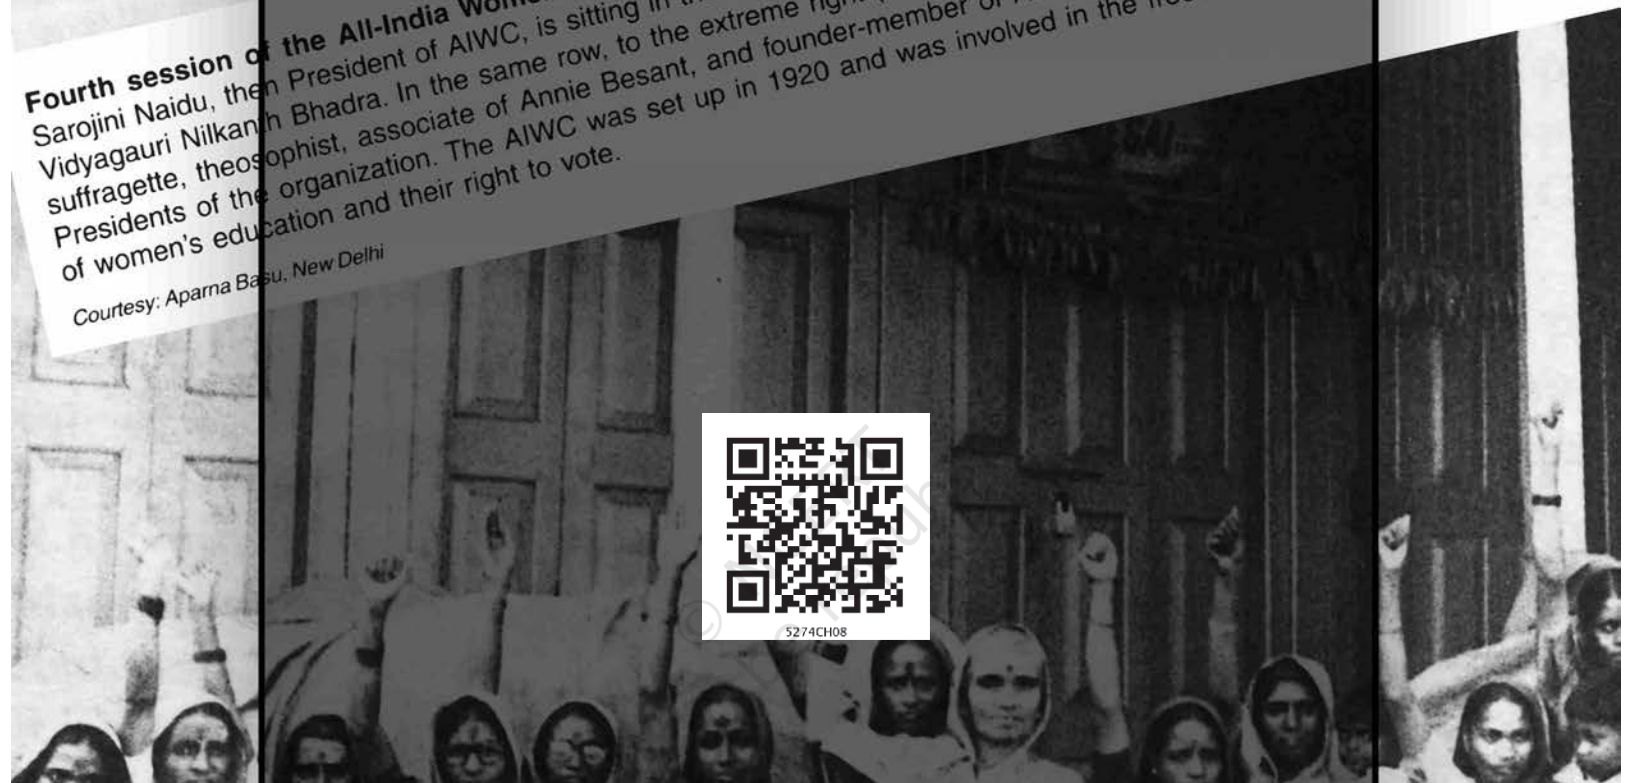 Fourth session of the All-India Wom
Sarojini Naidu, then President of AIWC, is sitting in
Vidyagauri Nilkanth Bhadra. In the same row, to the extreme righ
suffragette, theosophist, associate of Annie Besant, and founder-member of
Presidents of the organization. The AIWC was set up in 1920 and was involved in the
of women's education and their right to vote.
Courtesy: Aparna Basu, New Delhi
5274CH08